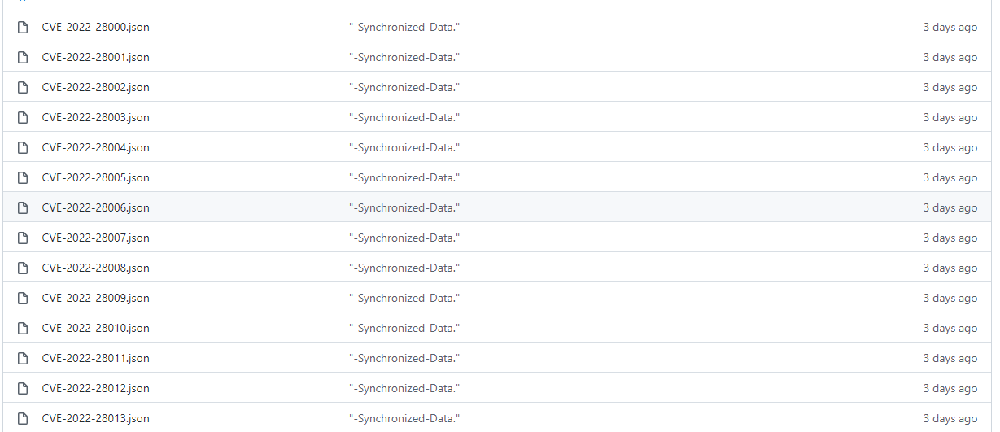 CVE-2022-28000.json "-Synchronized-Data." 3 days ago
CVE-2022-28001.json "-Synchronized-Data." 3 days ago
CVE-2022-28002.json "-Synchronized-Data." 3 days ago
CVE-2022-28003.json "-Synchronized-Data." 3 days ago
CVE-2022-28004.json "-Synchronized-Data." 3 days ago
CVE-2022-28005.json "-Synchronized-Data." 3 days ago
CVE-2022-28006.json "-Synchronized-Data." 3 days ago
CVE-2022-28007.json "-Synchronized-Data." 3 days ago
CVE-2022-28008.json "-Synchronized-Data." 3 days ago
CVE-2022-28009.json "-Synchronized-Data." 3 days ago
CVE-2022-28010.json "-Synchronized-Data." 3 days ago
CVE-2022-28011.json "-Synchronized-Data." 3 days ago
CVE-2022-28012.json "-Synchronized-Data." 3 days ago
CVE-2022-28013.json "-Synchronized-Data." 3 days ago